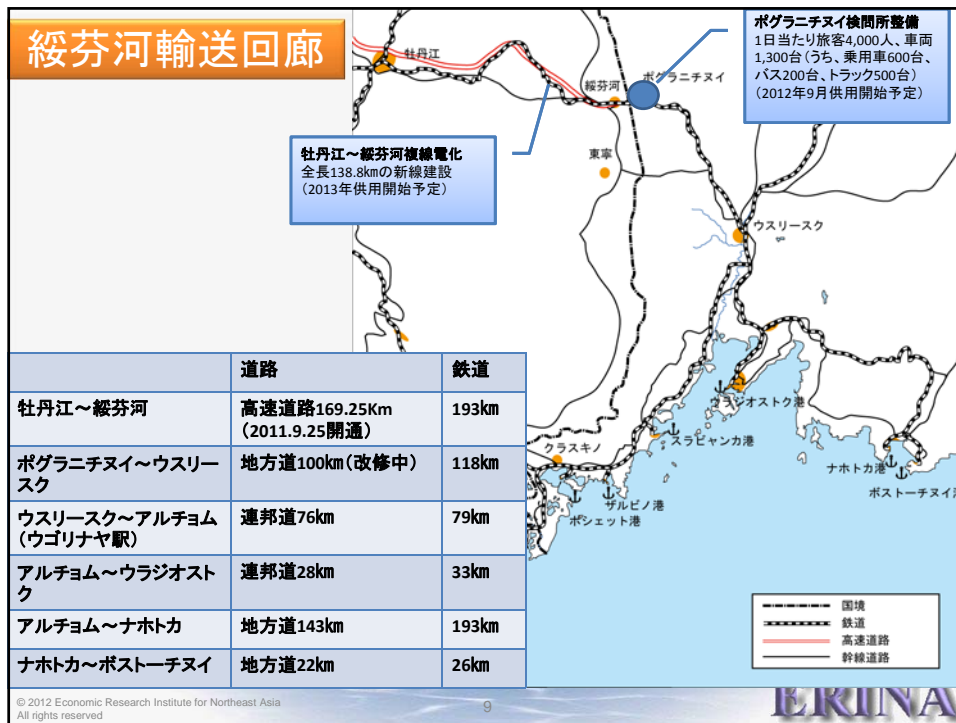 綏芬河輸送回廊
ポグラニチヌイ検問所整備
1日当たり旅客4,000人、車両
1,300台（うち、乗用車600台、
バス200台、トラック500台）
（2012年9月供用開始予定）
牡丹江～綏芬河複線電化
全長138.8㎞の新線建設
（2013年供用開始予定）
牡丹江
綏芬河
ポグラニチヌイ
東寧
ウスリースク
ウラジオストク港
スラビャンカ港
クラスキノ
ザルビノ港
ポシェット港
ナホトカ港
ボストーチヌイ港
道路 鉄道
牡丹江～綏芬河 高速道路169.25Km 193㎞
（2011.9.25開通）
ポグラニチヌイ～ウスリー 地方道100㎞（改修中） 118㎞
スク
ウスリースク～アルチョム 連邦道76㎞ 79㎞
（ウゴリナヤ駅）
アルチョム～ウラジオスト 連邦道28㎞ 33㎞
ク
アルチョム～ナホトカ 地方道143㎞ 193㎞
ナホトカ～ボストーチヌイ 地方道22㎞ 26㎞
国境
鉄道
高速道路
幹線道路
© 2012 Economic Research Institute for Northeast Asia
All rights reserved
9
ERINA